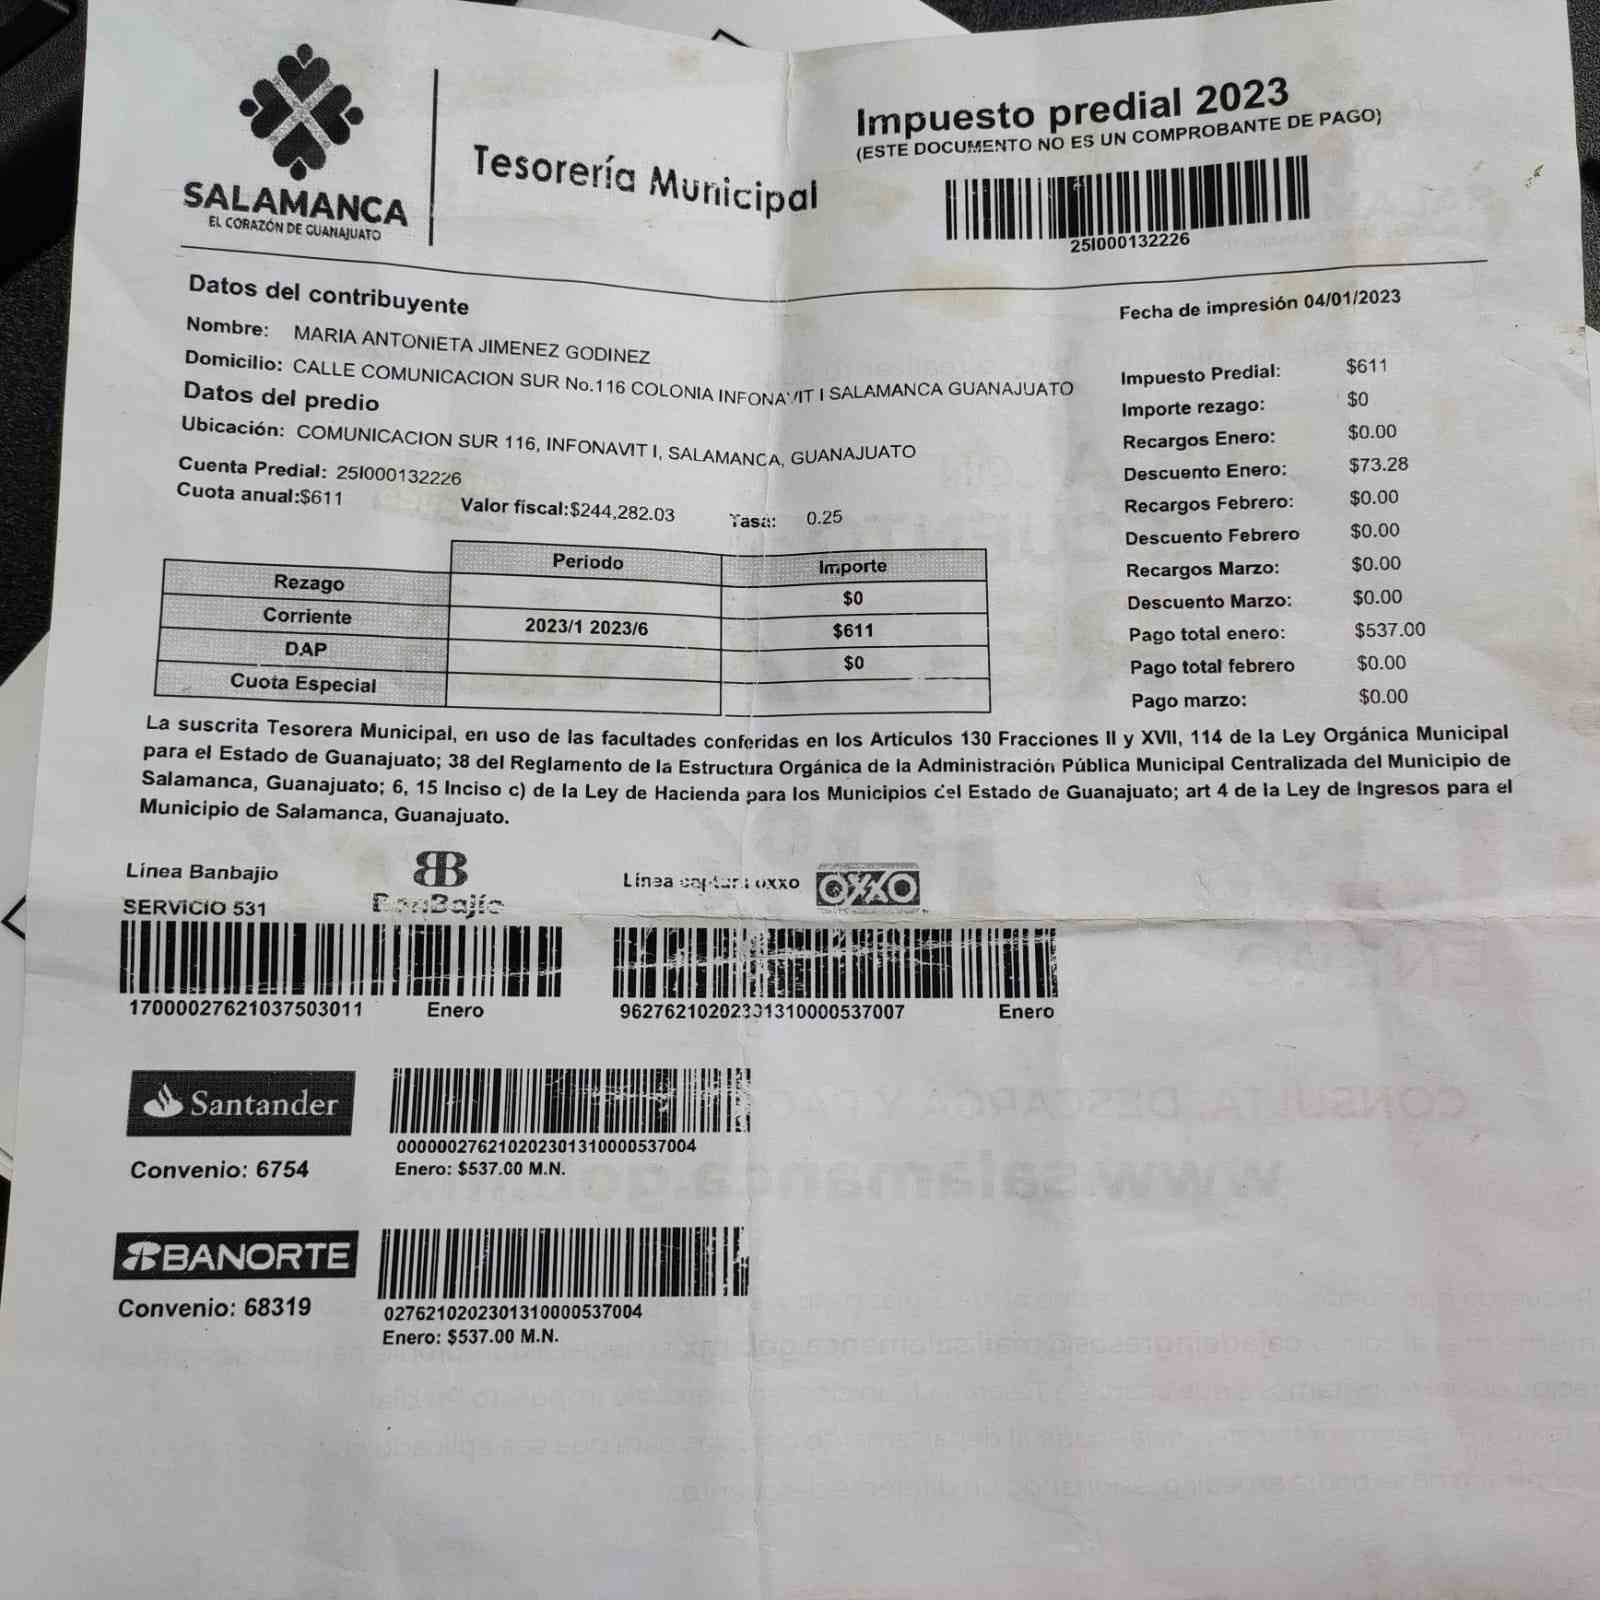 SALAMANCA
EL CORAZÓN DE GUANAJUATO
Tesorería Municipal
Impuesto predial 2023
(ESTE DOCUMENTO NO ES UN COMPROBANTE DE PAGO)
25I000132226
Datos del contribuyente
Nombre: MARIA ANTONIETA JIMENEZ GODINEZ
Domicilio: CALLE COMUNICACION SUR No.116 COLONIA INFONAVIT I SALAMANCA GUANAJUATO
Datos del predio
Ubicación: COMUNICACION SUR 116, INFONAVIT I, SALAMANCA, GUANAJUATO
Cuenta Predial: 25I000132226
Cuota anual:$611 Valor fiscal:$244,282.03 Tasa: 0.25
Fecha de impresión 04/01/2023
Impuesto Predial: $611
Importe rezago: $0
Recargos Enero: $0.00
Descuento Enero: $73.28
Recargos Febrero: $0.00
Descuento Febrero $0.00
Recargos Marzo: $0.00
Descuento Marzo: $0.00
Pago total enero: $537.00
Pago total febrero $0.00
Pago marzo: $0.00
Periodo Importe
Rezago $0
Corriente 2023/1 2023/6 $611
DAP $0
Cuota Especial
La suscrita Tesorera Municipal, en uso de las facultades conferidas en los Artículos 130 Fracciones II y XVII, 114 de la Ley Orgánica Municipal
para el Estado de Guanajuato; 38 del Reglamento de la Estructura Orgánica de la Administración Pública Municipal Centralizada del Municipio de
Salamanca, Guanajuato; 6, 15 Inciso c) de la Ley de Hacienda para los Municipios del Estado de Guanajuato; art 4 de la Ley de Ingresos para el
Municipio de Salamanca, Guanajuato.
Línea Banbajio
BanBajío
SERVICIO 531
17000027621037503011 Enero
Línea captura oxxo
OXXO
96276210202301310000537007 Enero
Santander
Convenio: 6754
000000276210202301310000537004
Enero: $537.00 M.N.
BANORTE
Convenio: 68319
0276210202301310000537004
Enero: $537.00 M.N.